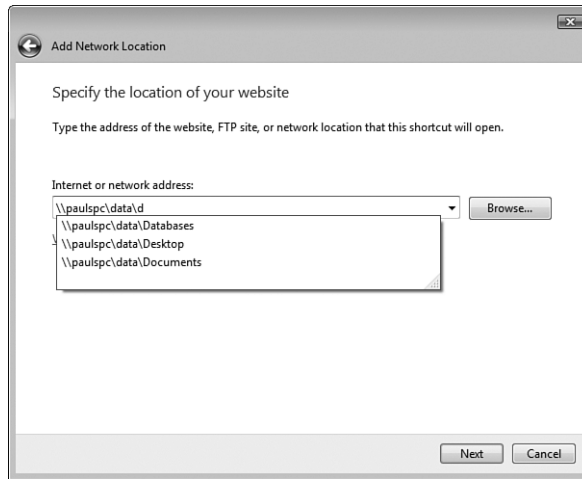 Add Network Location
Specify the location of your website
Type the address of the website, FTP site, or network location that this shortcut will open.
Internet or network address:
\\paulspc\data\d
Browse...
\\paulspc\data\Databases
\\paulspc\data\Desktop
\\paulspc\data\Documents
Next
Cancel